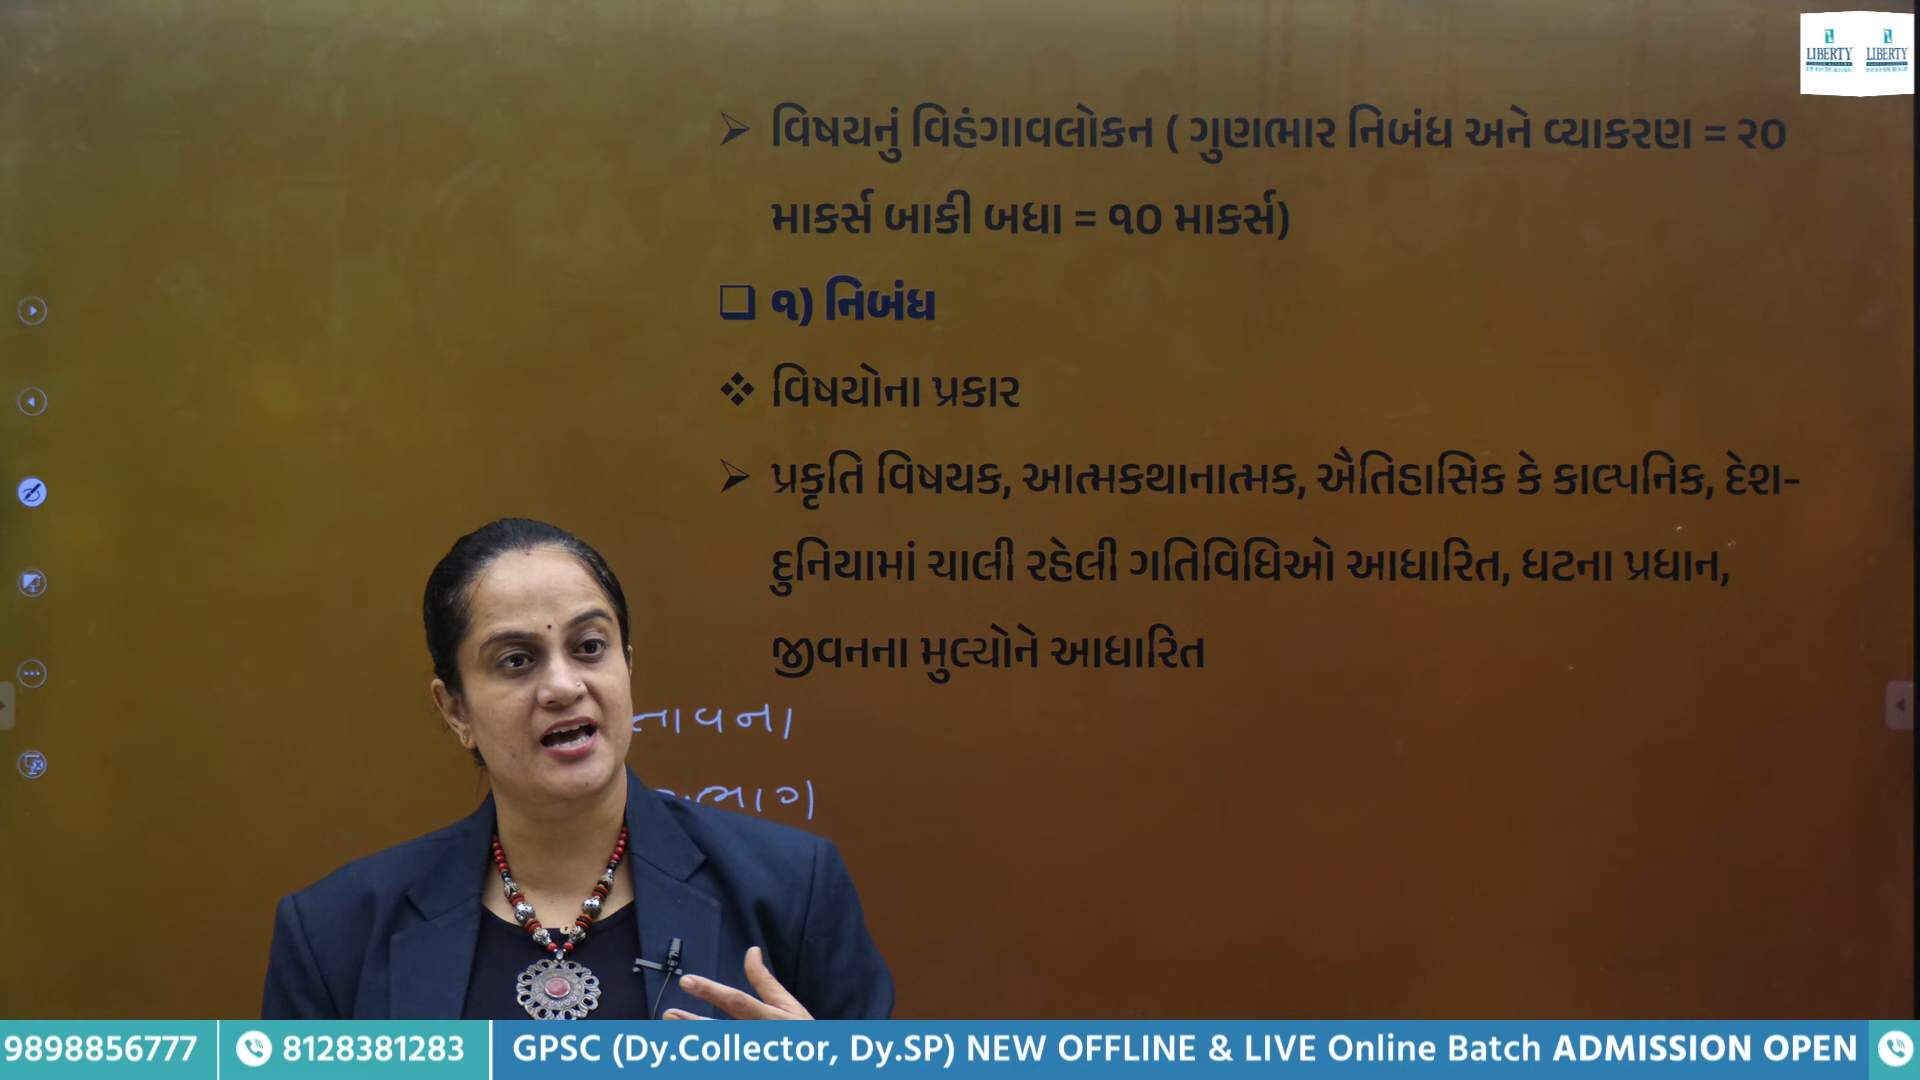 LIBERTY LIBERTY
➢ વિષયનું વિહંગાવલોકન ( ગુણભાર નિબંધ અને વ્યાકરણ = ૨૦
માકર્સ બાકી બધા = ૧૦ માકર્સ)
❑ ૧) નિબંધ
❖ વિષયોના પ્રકાર
➢ પ્રકૃતિ વિષયક, આત્મકથાનાત્મક, ઐતિહાસિક કે કાલ્પનિક, દેશ-
દુનિયામાં ચાલી રહેલી ગતિવિધિઓ આધારિત, ધટના પ્રધાન,
જીવનના મુલ્યોને આધારિત
તાવના
ભાગ
9898856777 8128381283 GPSC (Dy.Collector, Dy.SP) NEW OFFLINE & LIVE Online Batch ADMISSION OPEN